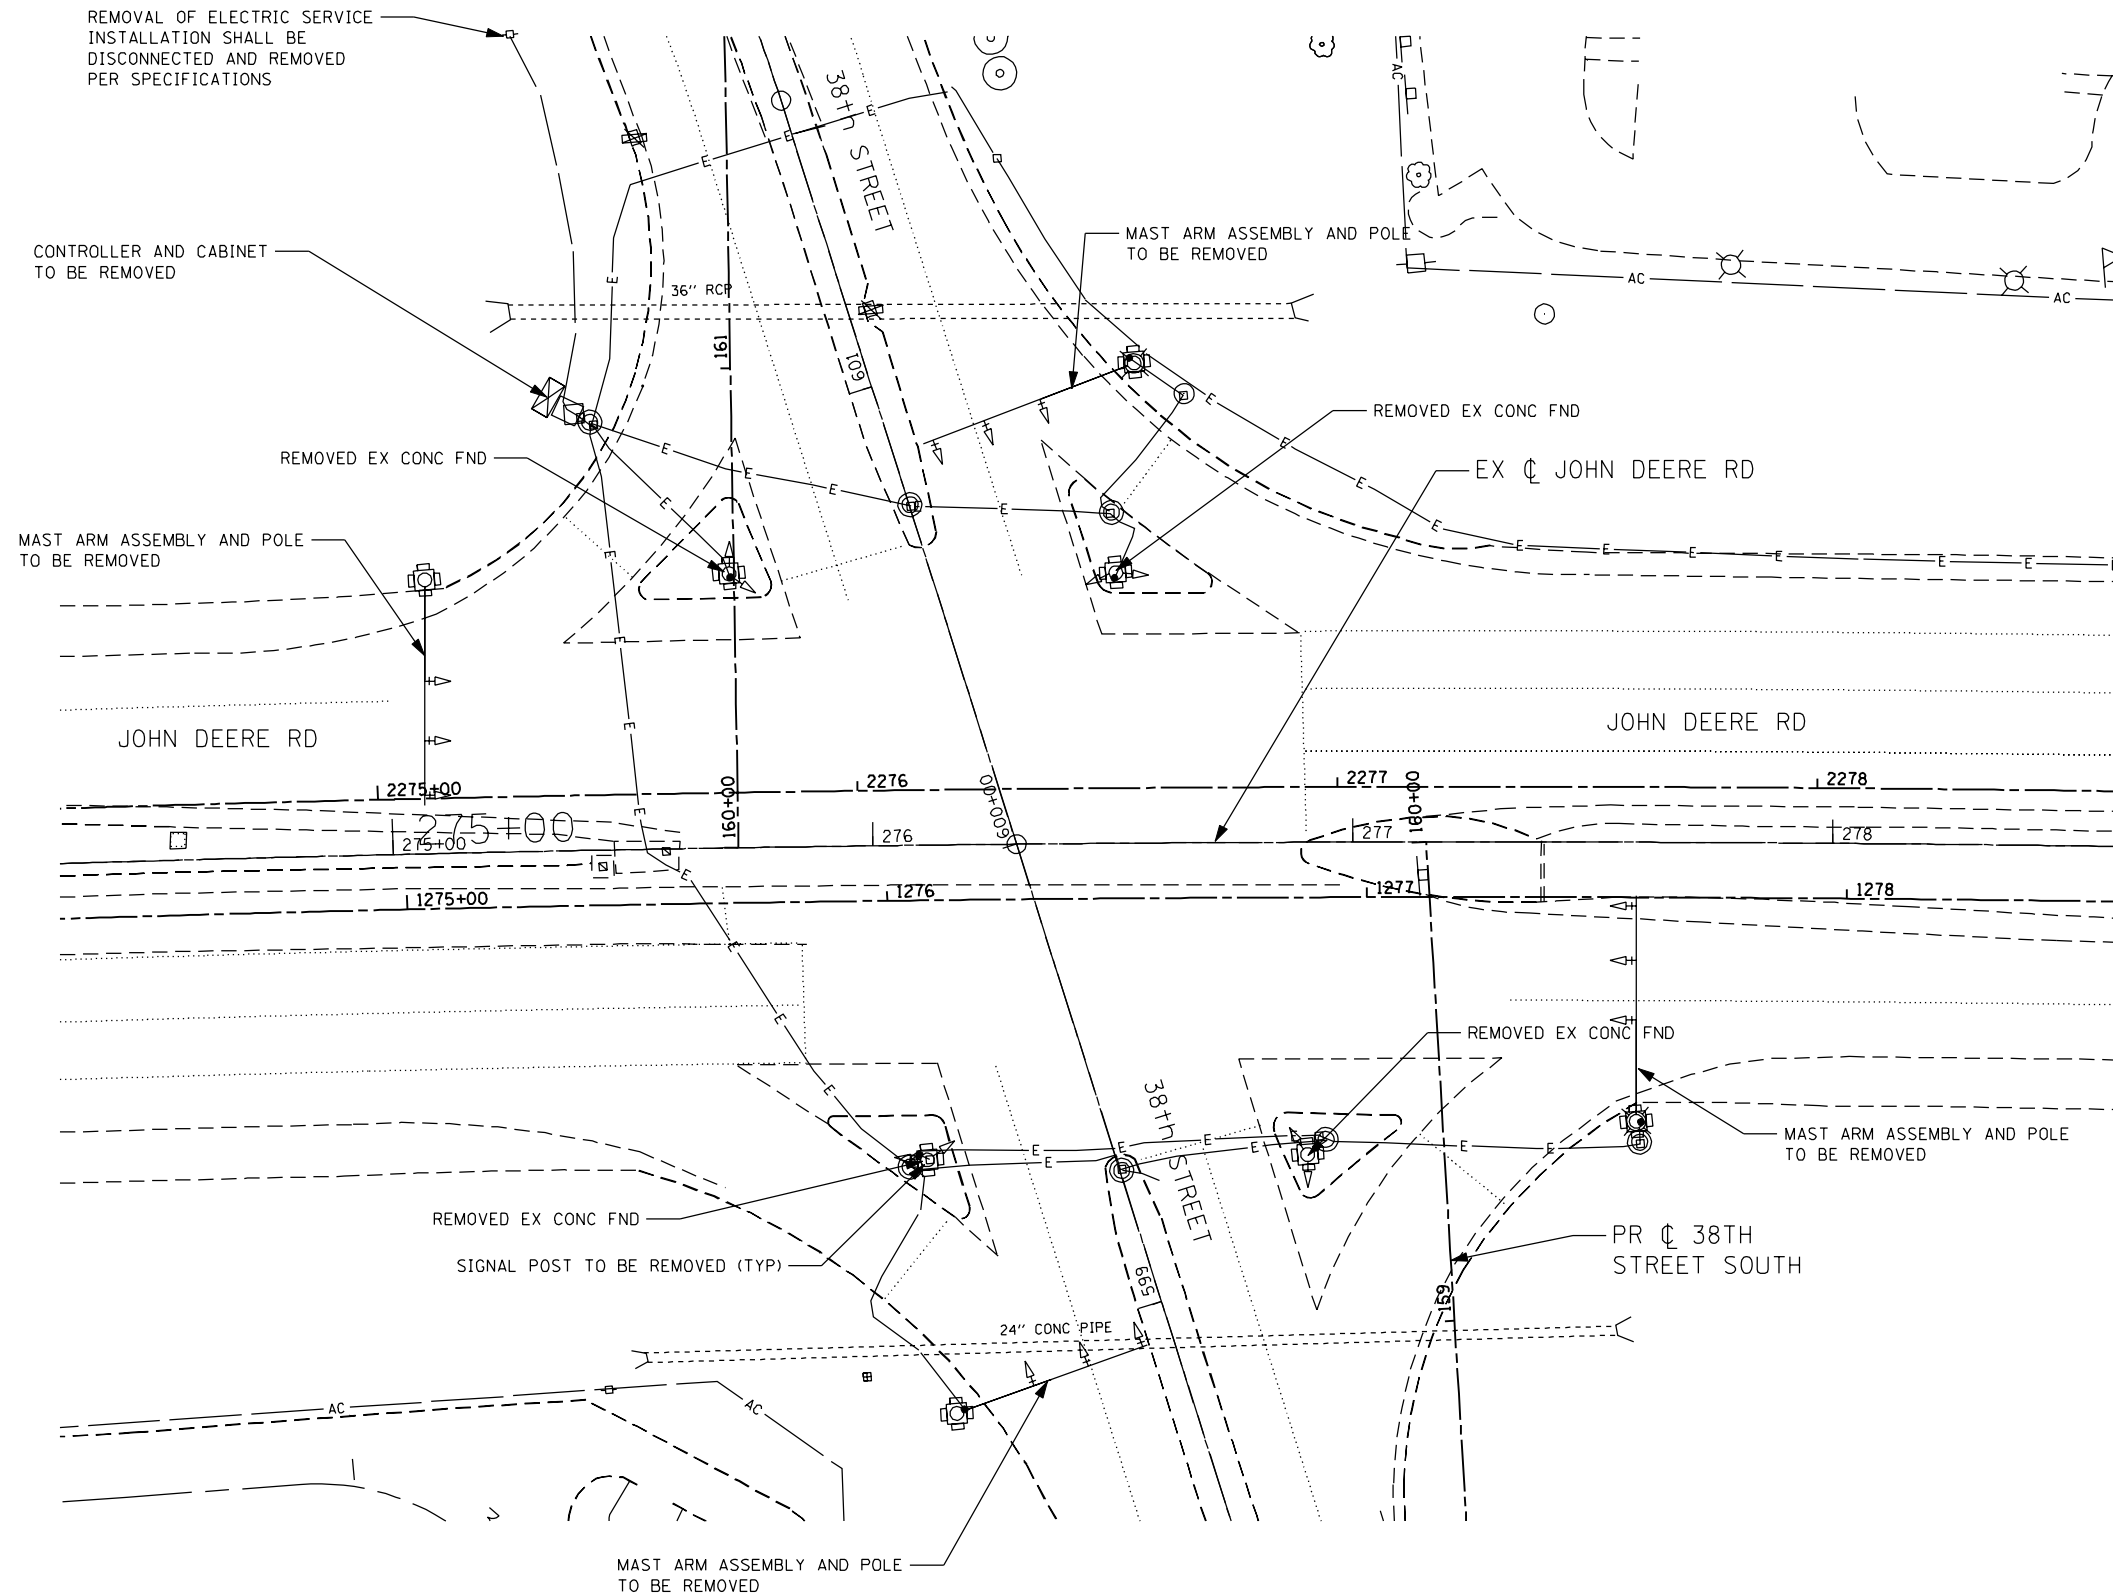 REMOVAL OF ELECTRIC SERVICE
INSTALLATION SHALL BE
DISCONNECTED AND REMOVED
PER SPECIFICATIONS
38th STREET
AC
E
E
E
CONTROLLER AND CABINET
TO BE REMOVED
MAST ARM ASSEMBLY AND POLE
TO BE REMOVED
E
36" RCP
AC
AC
161
601
REMOVED EX CONC FND
E
REMOVED EX CONC FND
E
E
E
EX ℄ JOHN DEERE RD
E
E
E
E
E
E
E
MAST ARM ASSEMBLY AND POLE
TO BE REMOVED
E
E
E
E
E
E
E
E
E
E
JOHN DEERE RD
JOHN DEERE RD
E
2275+00
2276
2277
2278
160+00
600+00
160+00
E
275+00
275+00
276
277
278
E
1275+00
1276
1277
1278
E
E
REMOVED EX CONC FND
E
38th STREET
E
E
E
E
E
E
E
E
MAST ARM ASSEMBLY AND POLE
TO BE REMOVED
REMOVED EX CONC FND
SIGNAL POST TO BE REMOVED (TYP)
PR ℄ 38TH
STREET SOUTH
599
159
24" CONC PIPE
AC
AC
MAST ARM ASSEMBLY AND POLE
TO BE REMOVED